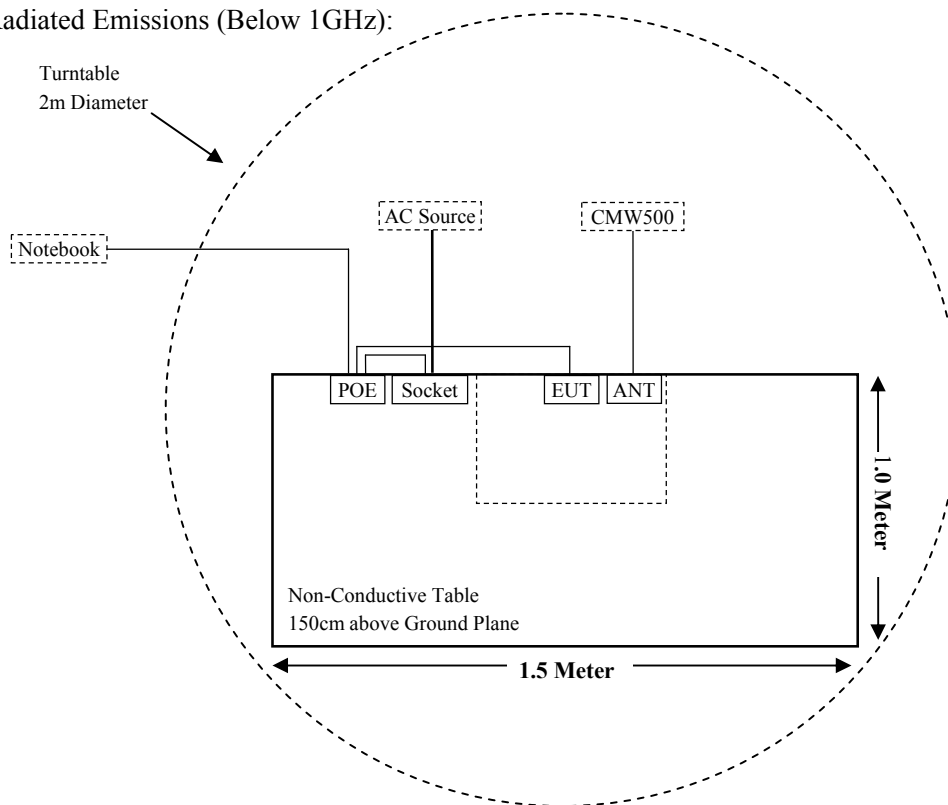 Radiated Emissions (Below 1GHz):
Turntable
2m Diameter
AC Source
CMW500
Notebook
POE
Socket
EUT
ANT
1.0 Meter
Non-Conductive Table
150cm above Ground Plane
1.5 Meter